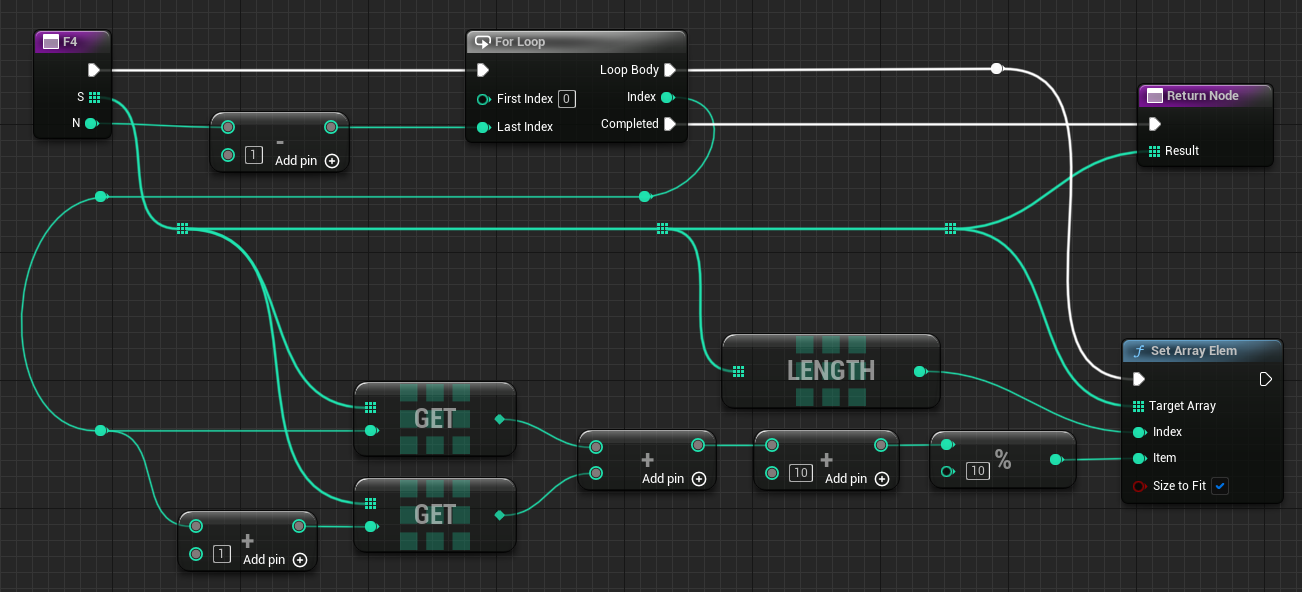 F4
S
N
-
1
Add pin
For Loop
First Index 0
Last Index
Loop Body
Index
Completed
Return Node
Result
LENGTH
GET
GET
+
1
Add pin
+
Add pin
+
10
Add pin
%
10
Set Array Elem
Target Array
Index
Item
Size to Fit